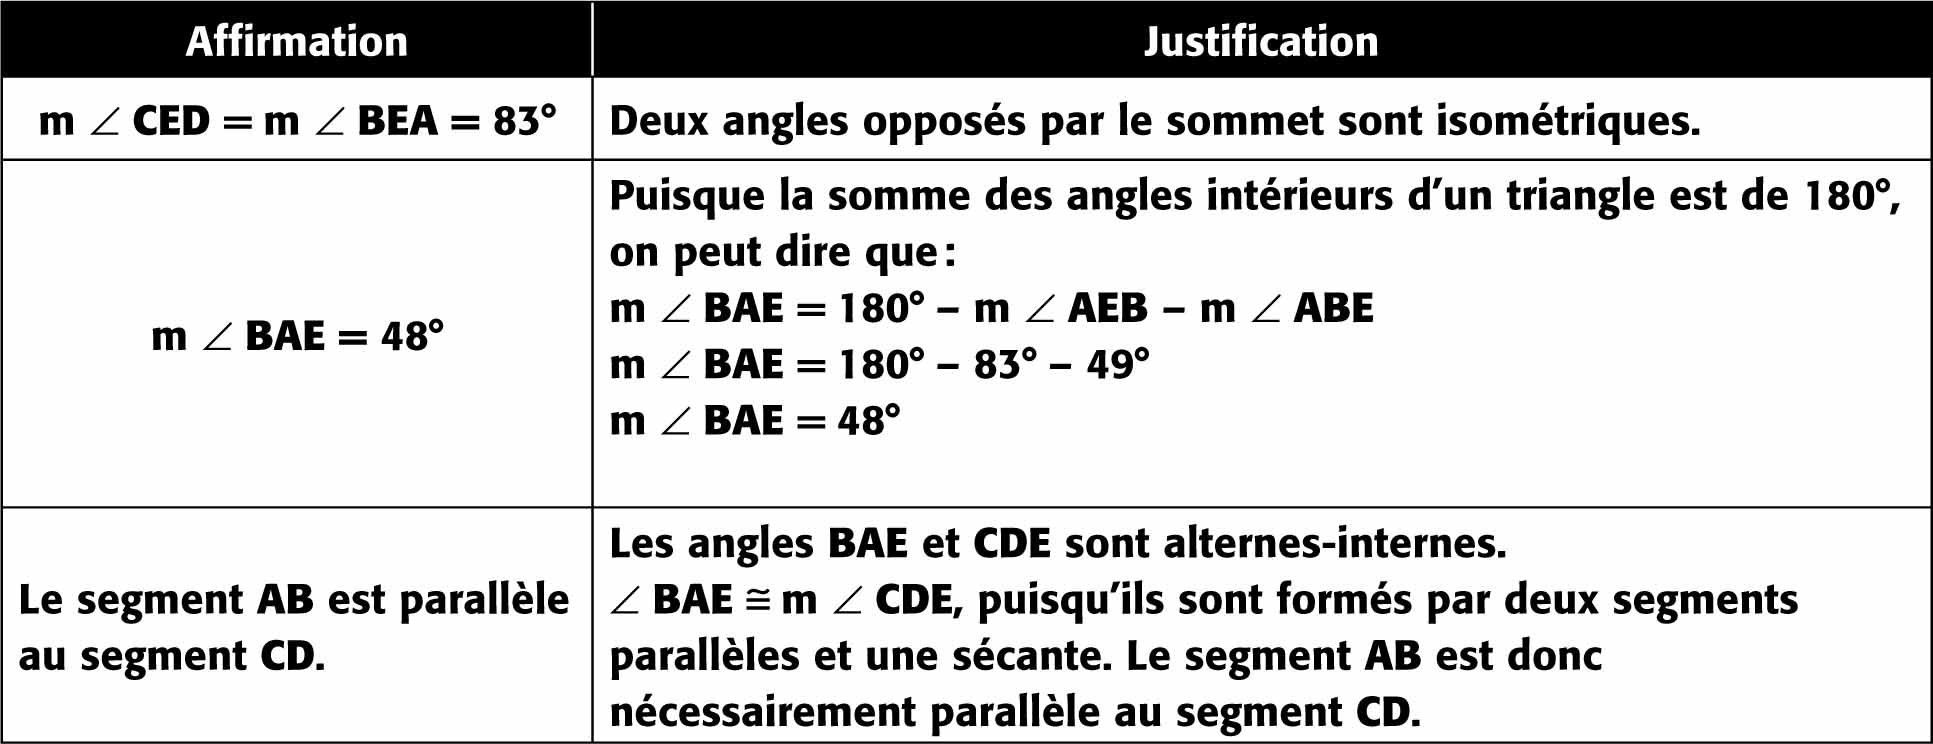 Affirmation
Justification
m ∠ CED = m ∠ BEA = 83°
Deux angles opposés par le sommet sont isométriques.
m ∠ BAE = 48°
Puisque la somme des angles intérieurs d’un triangle est de 180°,
on peut dire que :
m ∠ BAE = 180° – m ∠ AEB – m ∠ ABE
m ∠ BAE = 180° – 83° – 49°
m ∠ BAE = 48°
Le segment AB est parallèle
au segment CD.
Les angles BAE et CDE sont alternes-internes.
∠ BAE ≅ m ∠ CDE, puisqu’ils sont formés par deux segments
parallèles et une sécante. Le segment AB est donc
nécessairement parallèle au segment CD.